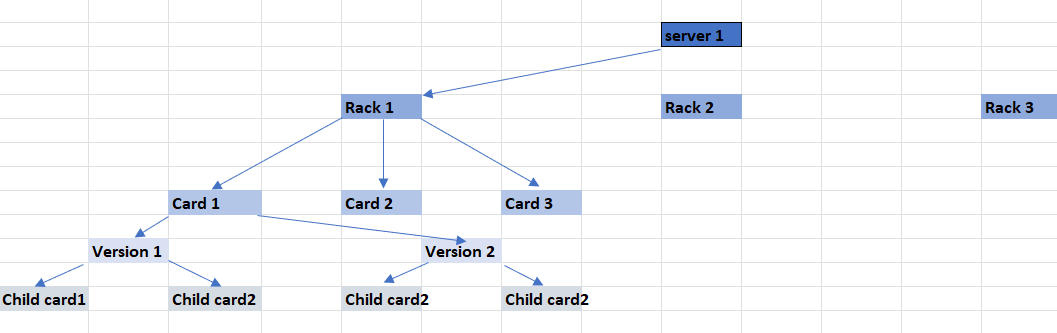 server 1
Rack 1
Rack 2
Rack 3
Card 1
Card 2
Card 3
Version 1
Version 2
Child card1
Child card2
Child card2
Child card2